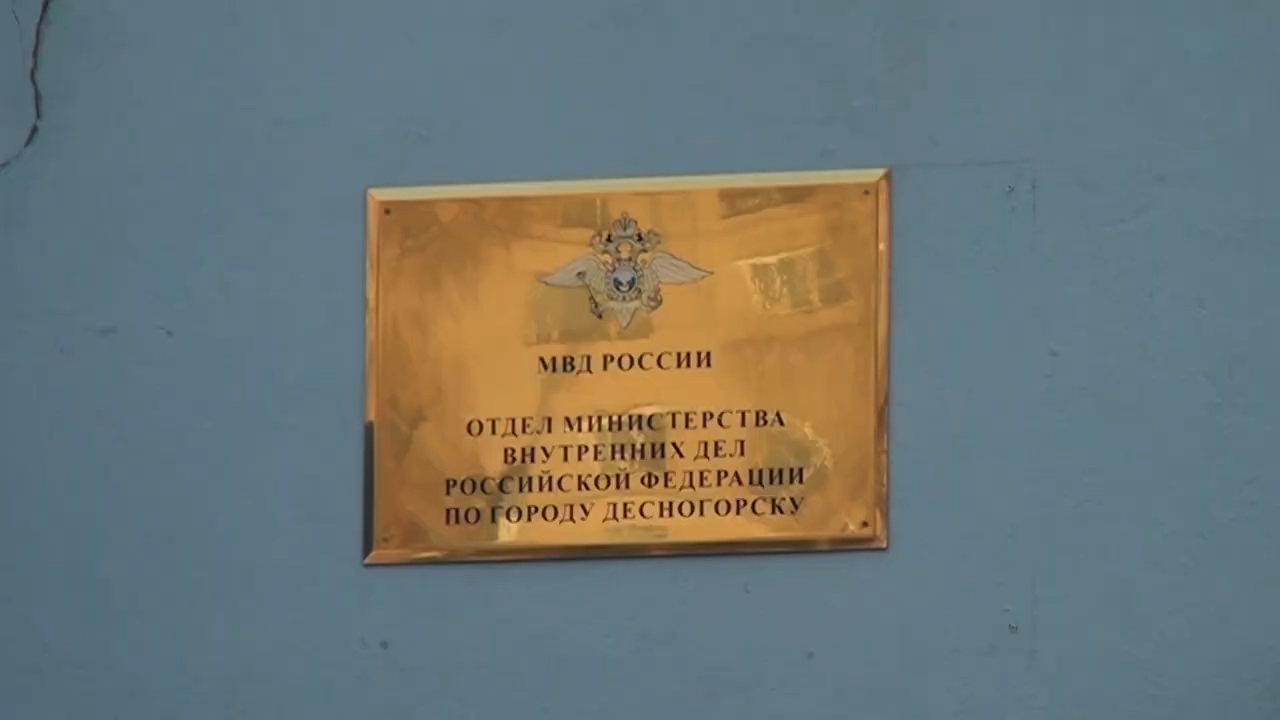 МВД РОССИИ
ОТДЕЛ МИНИСТЕРСТВА
ВНУТРЕННИХ ДЕЛ
РОССИЙСКОЙ ФЕДЕРАЦИИ
ПО ГОРОДУ ДЕСНОГОРСКУ